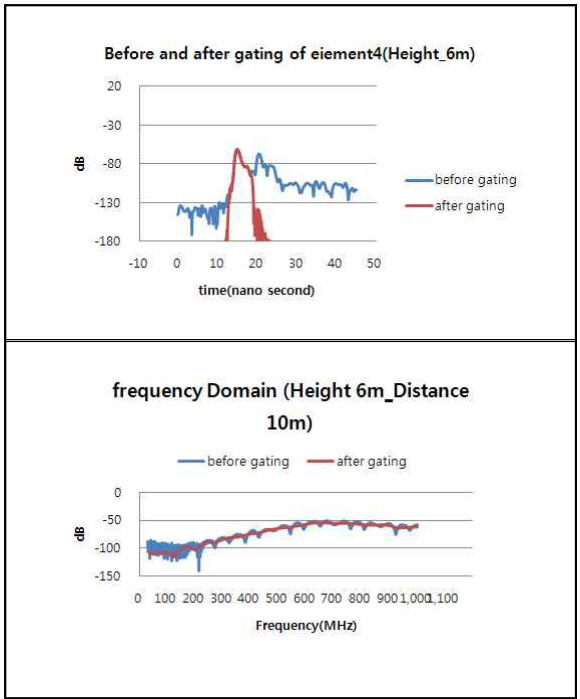 Before and after gating of eiement4(Height_6m)
20
-30
-80
-130
-180
dB
-10 0 10 20 30 40 50
time(nano second)
before gating
after gating
frequency Domain (Height 6m_Distance
10m)
before gating after gating
0
-50
-100
-150
dB
0 100 200 300 400 500 600 700 800 900 1,000 1,100
Frequency(MHz)